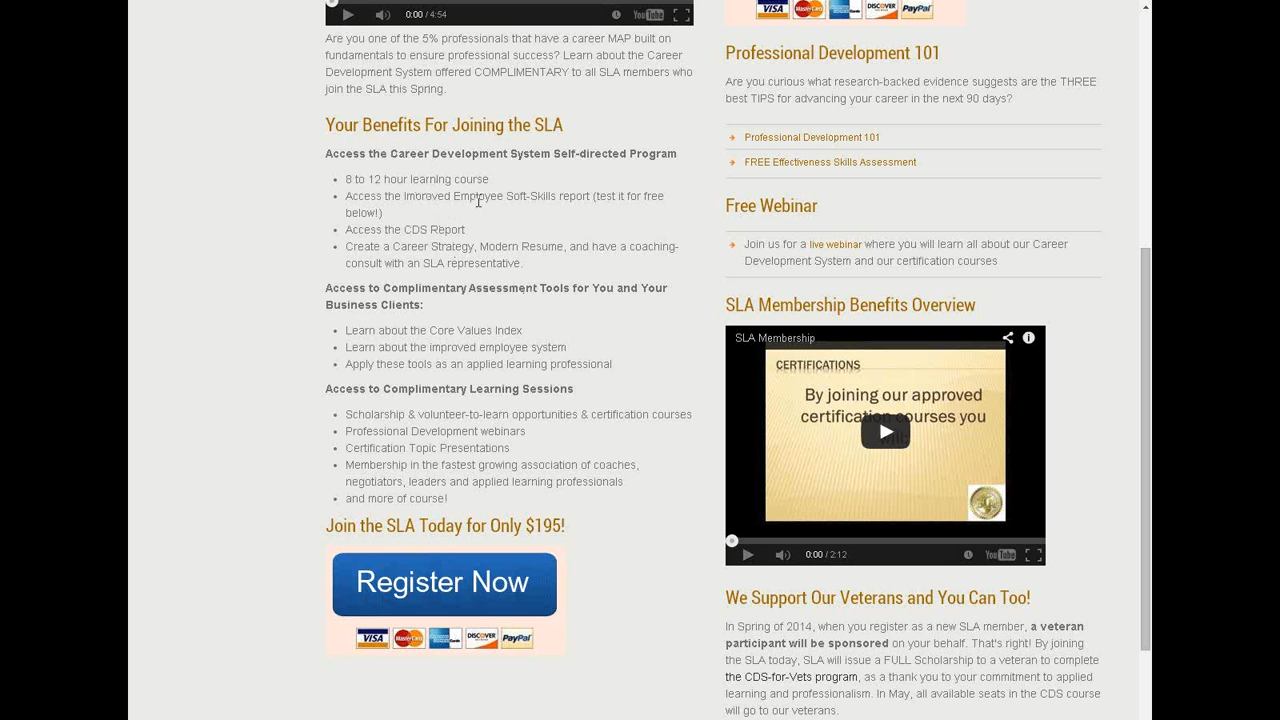 0:00 / 4:54
YouTube
Are you one of the 5% professionals that have a career MAP built on
fundamentals to ensure professional success? Learn about the Career
Development System offered COMPLIMENTARY to all SLA members who
join the SLA this Spring.
Your Benefits For Joining the SLA
Access the Career Development System Self-directed Program
8 to 12 hour learning course
Access the Improved Employee Soft-Skills report (test it for free
below!)
Access the CDS Report
Create a Career Strategy, Modern Resume, and have a coaching-
consult with an SLA representative.
Access to Complimentary Assessment Tools for You and Your
Business Clients:
Learn about the Core Values Index
Learn about the improved employee system
Apply these tools as an applied learning professional
Access to Complimentary Learning Sessions
Scholarship & volunteer-to-learn opportunities & certification courses
Professional Development webinars
Certification Topic Presentations
Membership in the fastest growing association of coaches,
negotiators, leaders and applied learning professionals
and more of course!
Join the SLA Today for Only $195!
Register Now
VISA MasterCard DISCOVER PayPal
VISA MasterCard DISCOVER PayPal
Professional Development 101
Are you curious what research-backed evidence suggests are the THREE
best TIPS for advancing your career in the next 90 days?
Professional Development 101
FREE Effectiveness Skills Assessment
Free Webinar
Join us for a live webinar where you will learn all about our Career
Development System and our certification courses
SLA Membership Benefits Overview
SLA Membership
CERTIFICATIONS
By joining our approved
certification courses you
will:
0:00 / 2:12
YouTube
We Support Our Veterans and You Can Too!
In Spring of 2014, when you register as a new SLA member, a veteran
participant will be sponsored on your behalf. That's right! By joining
the SLA today, SLA will issue a FULL Scholarship to a veteran to complete
the CDS-for-Vets program, as a thank you to your commitment to applied
learning and professionalism. In May, all available seats in the CDS course
will go to our veterans.